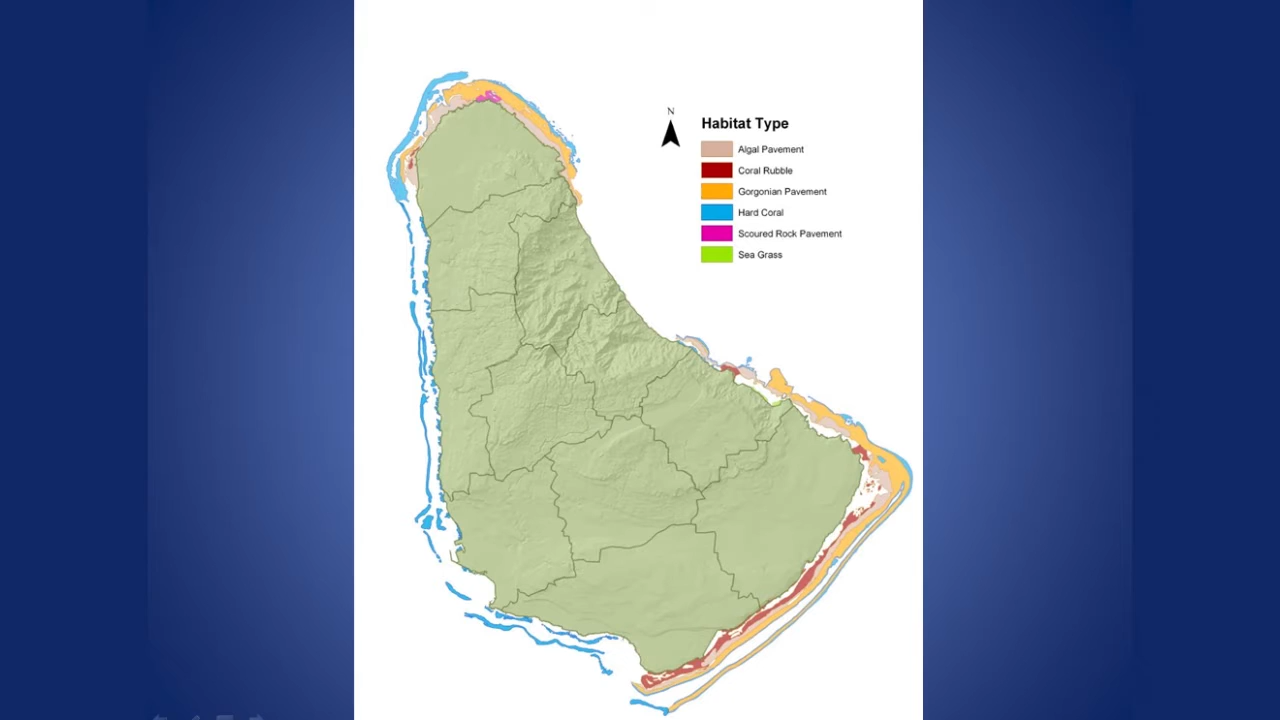 N
Habitat Type
Algal Pavement
Coral Rubble
Gorgonian Pavement
Hard Coral
Scoured Rock Pavement
Sea Grass